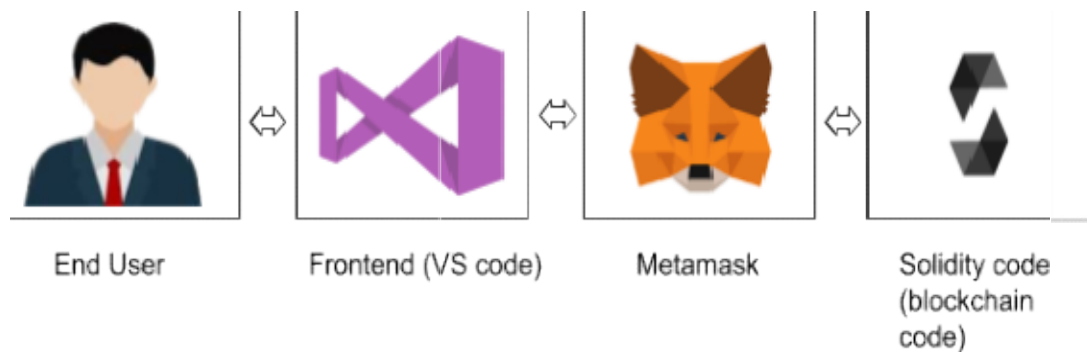 End User
Frontend (VS code)
Metamask
Solidity code
(blockchain
code)